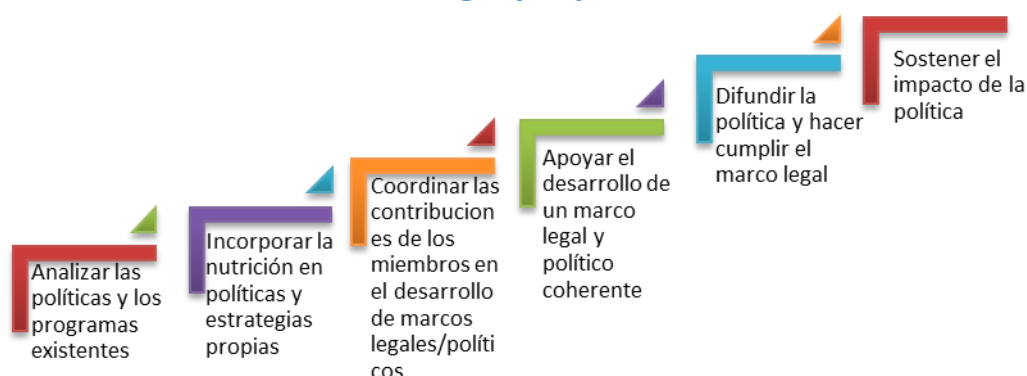 Analizar las
políticas y los
programas
existentes
Incorporar la
nutrición en
políticas y
estrategias
propias
Coordinar las
contribucion
es de los
miembros en
el desarrollo
de marcos
legales/políti
cos
Apoyar el
desarrollo de
un marco
legal y
político
coherente
Difundir la
política y hacer
cumplir el
marco legal
Sostener el
impacto de la
política